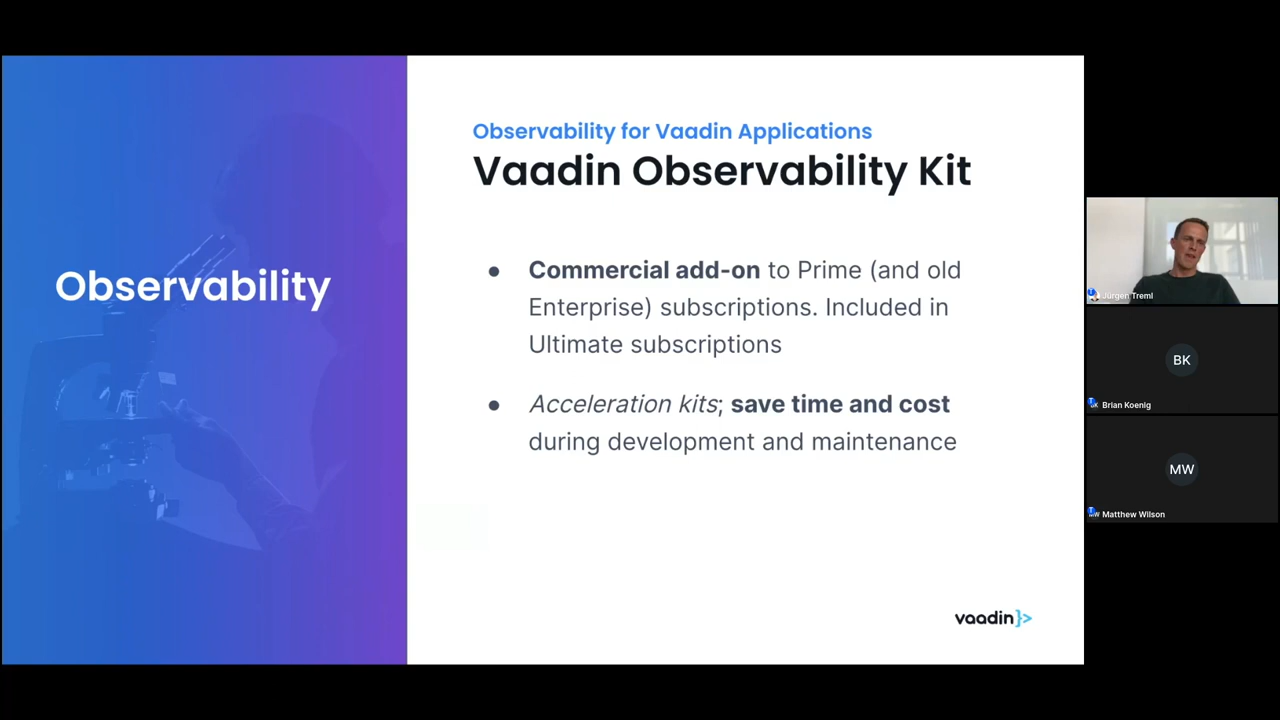 Observability
Observability for Vaadin Applications
Vaadin Observability Kit
● Commercial add-on to Prime (and old
Enterprise) subscriptions. Included in
Ultimate subscriptions
● Acceleration kits; save time and cost
during development and maintenance
vaadin}>
Jürgen Treml
BK
Brian Koenig
MW
Matthew Wilson